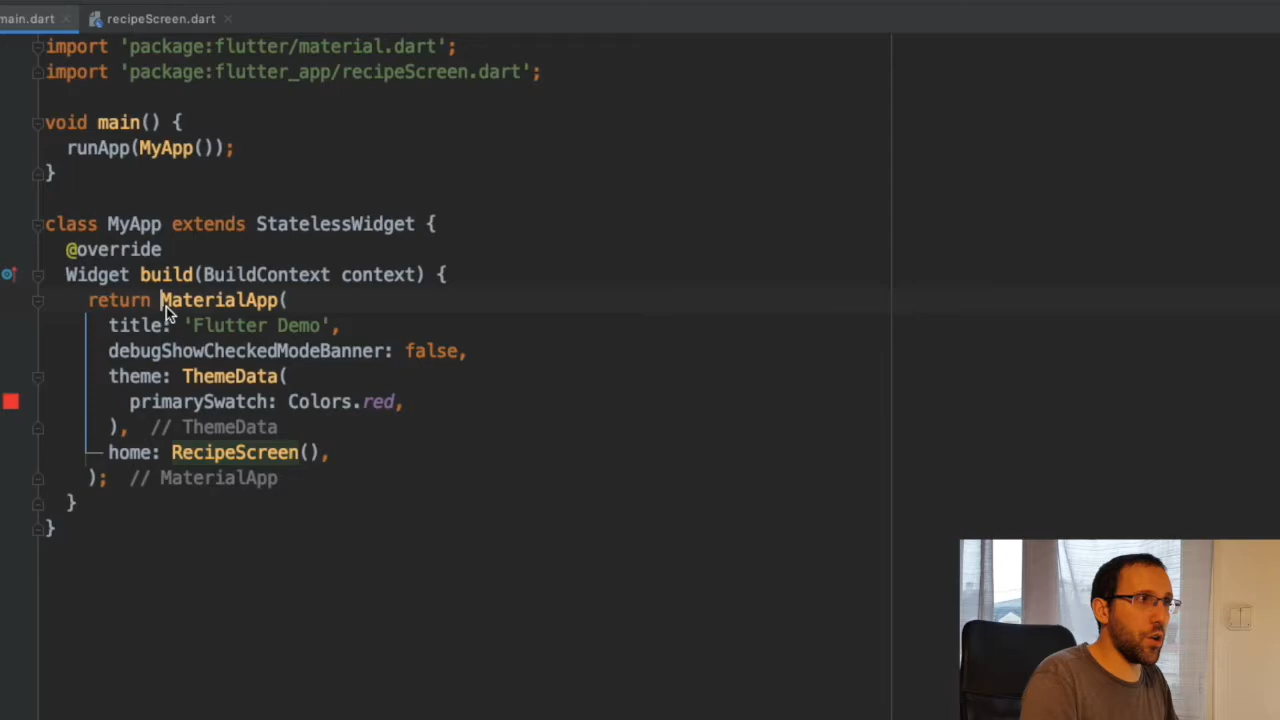 main.dart
recipeScreen.dart
import 'package:flutter/material.dart';
import 'package:flutter_app/recipeScreen.dart';
void main() {
runApp(MyApp());
}
class MyApp extends StatelessWidget {
@override
Widget build(BuildContext context) {
return MaterialApp(
title: 'Flutter Demo',
debugShowCheckedModeBanner: false,
theme: ThemeData(
primarySwatch: Colors.red,
), // ThemeData
home: RecipeScreen(),
); // MaterialApp
}
}